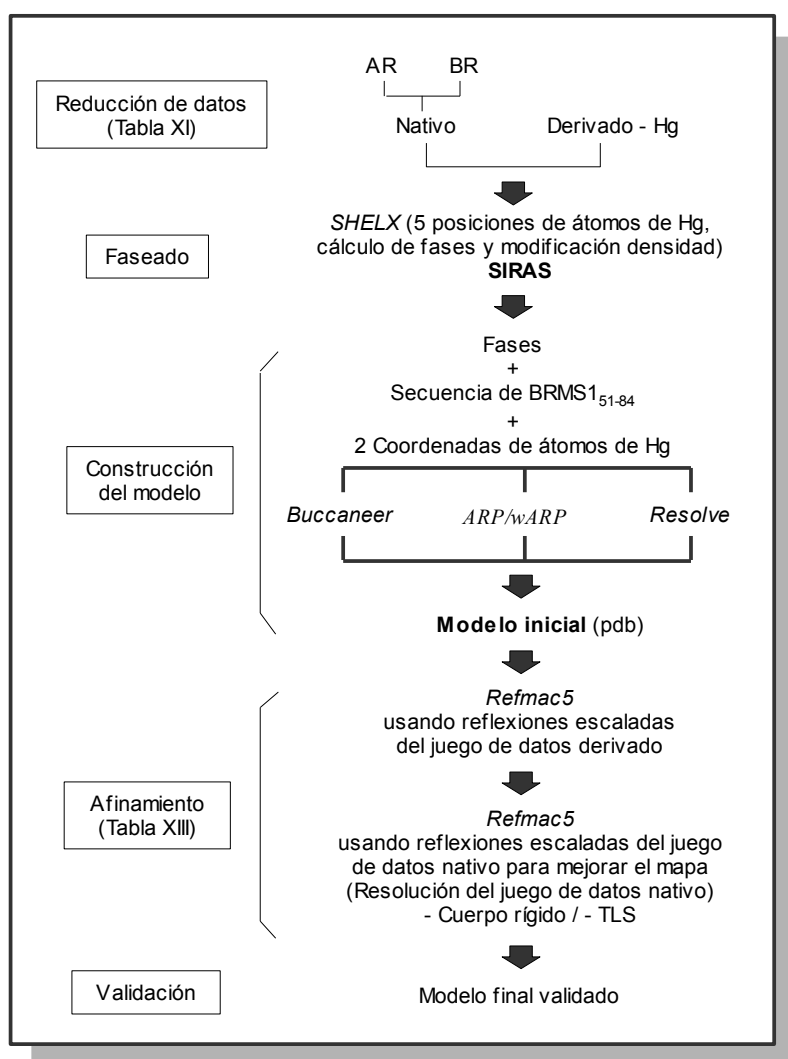 AR BR
Reducción de datos
(Tabla XI)
Nativo Derivado - Hg
SHELX (5 posiciones de átomos de Hg,
cálculo de fases y modificación densidad)
SIRAS
Faseado
Fases
+
Secuencia de BRMS151-84
+
2 Coordenadas de átomos de Hg
Construcción
del modelo
Buccaneer ARP/wARP Resolve
Modelo inicial (pdb)
Refmac5
usando reflexiones escaladas
del juego de datos derivado
Afinamiento
(Tabla XIII)
Refmac5
usando reflexiones escaladas del juego
de datos nativo para mejorar el mapa
(Resolución del juego de datos nativo)
- Cuerpo rígido / - TLS
Validación
Modelo final validado